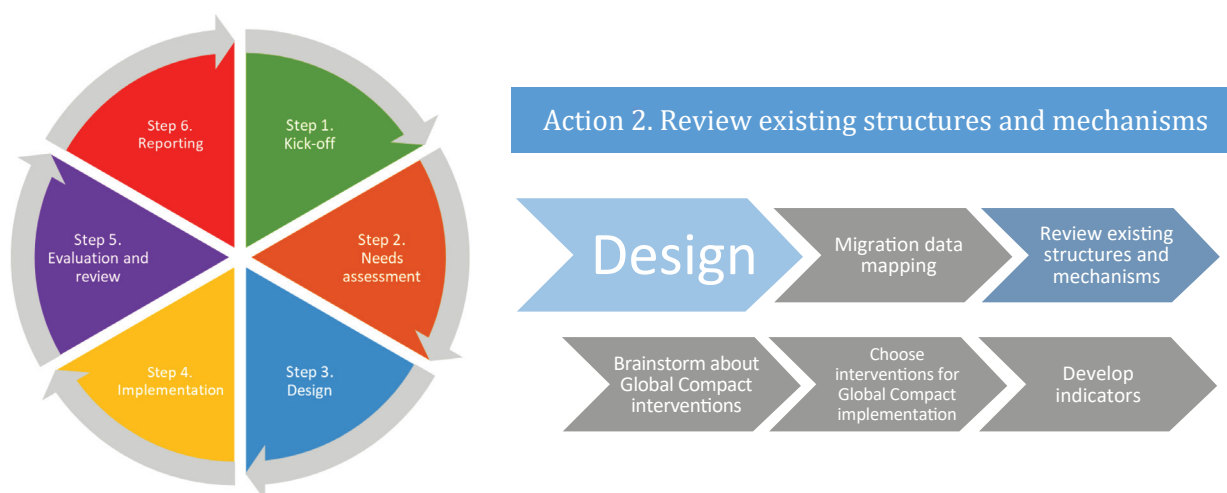 Step 1.
Kick-off
Step 2.
Needs
assessment
Step 3.
Design
Step 4.
Implementation
Step 5.
Evaluation and
review
Step 6.
Reporting
Action 2. Review existing structures and mechanisms
Design
Migration data
mapping
Review existing
structures and
mechanisms
Brainstorm about
Global Compact
interventions
Choose
interventions for
Global Compact
implementation
Develop
indicators